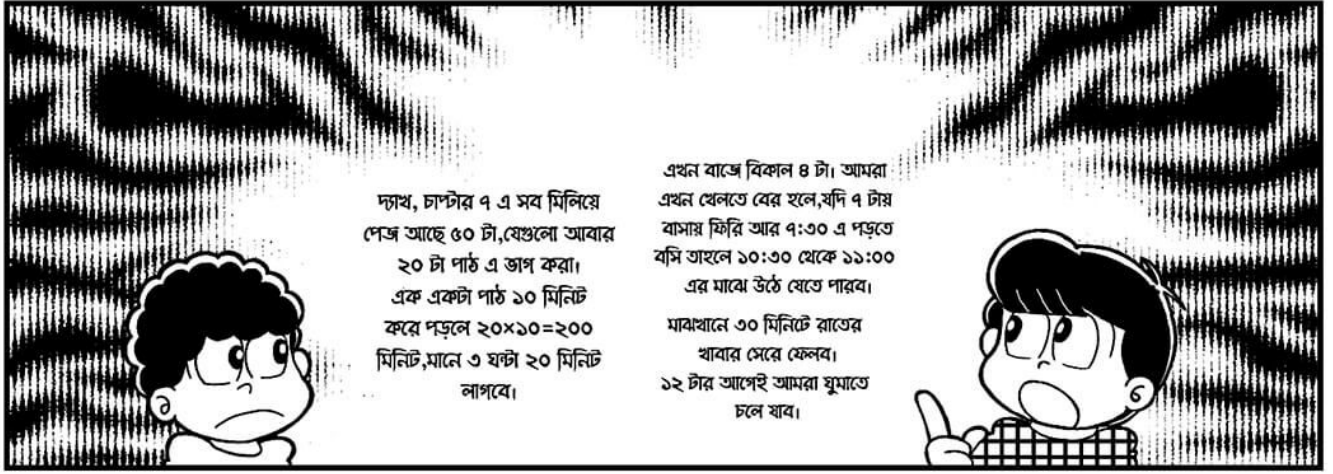 দ্যাখ, চাপ্টার ৭ এ সব মিলিয়ে
পেজ আছে ৫০ টা,যেগুলো আবার
২০ টা পাঠ এ ভাগ করা।
এক একটা পাঠ ১০ মিনিট
করে পড়লে ২০×১০=২০০
মিনিট,মানে ৩ ঘন্টা ২০ মিনিট
লাগবে।
এখন বাজে বিকাল ৪ টা। আমরা
এখন খেলতে বের হলে,যদি ৭ টায়
বাসায় ফিরি আর ৭:৩০ এ পড়তে
বসি তাহলে ১০:৩০ থেকে ১১:০০
এর মাঝে উঠে যেতে পারব।
মাঝখানে ৩০ মিনিটে রাতের
খাবার সেরে ফেলব।
১২ টার আগেই আমরা ঘুমাতে
চলে যাব।